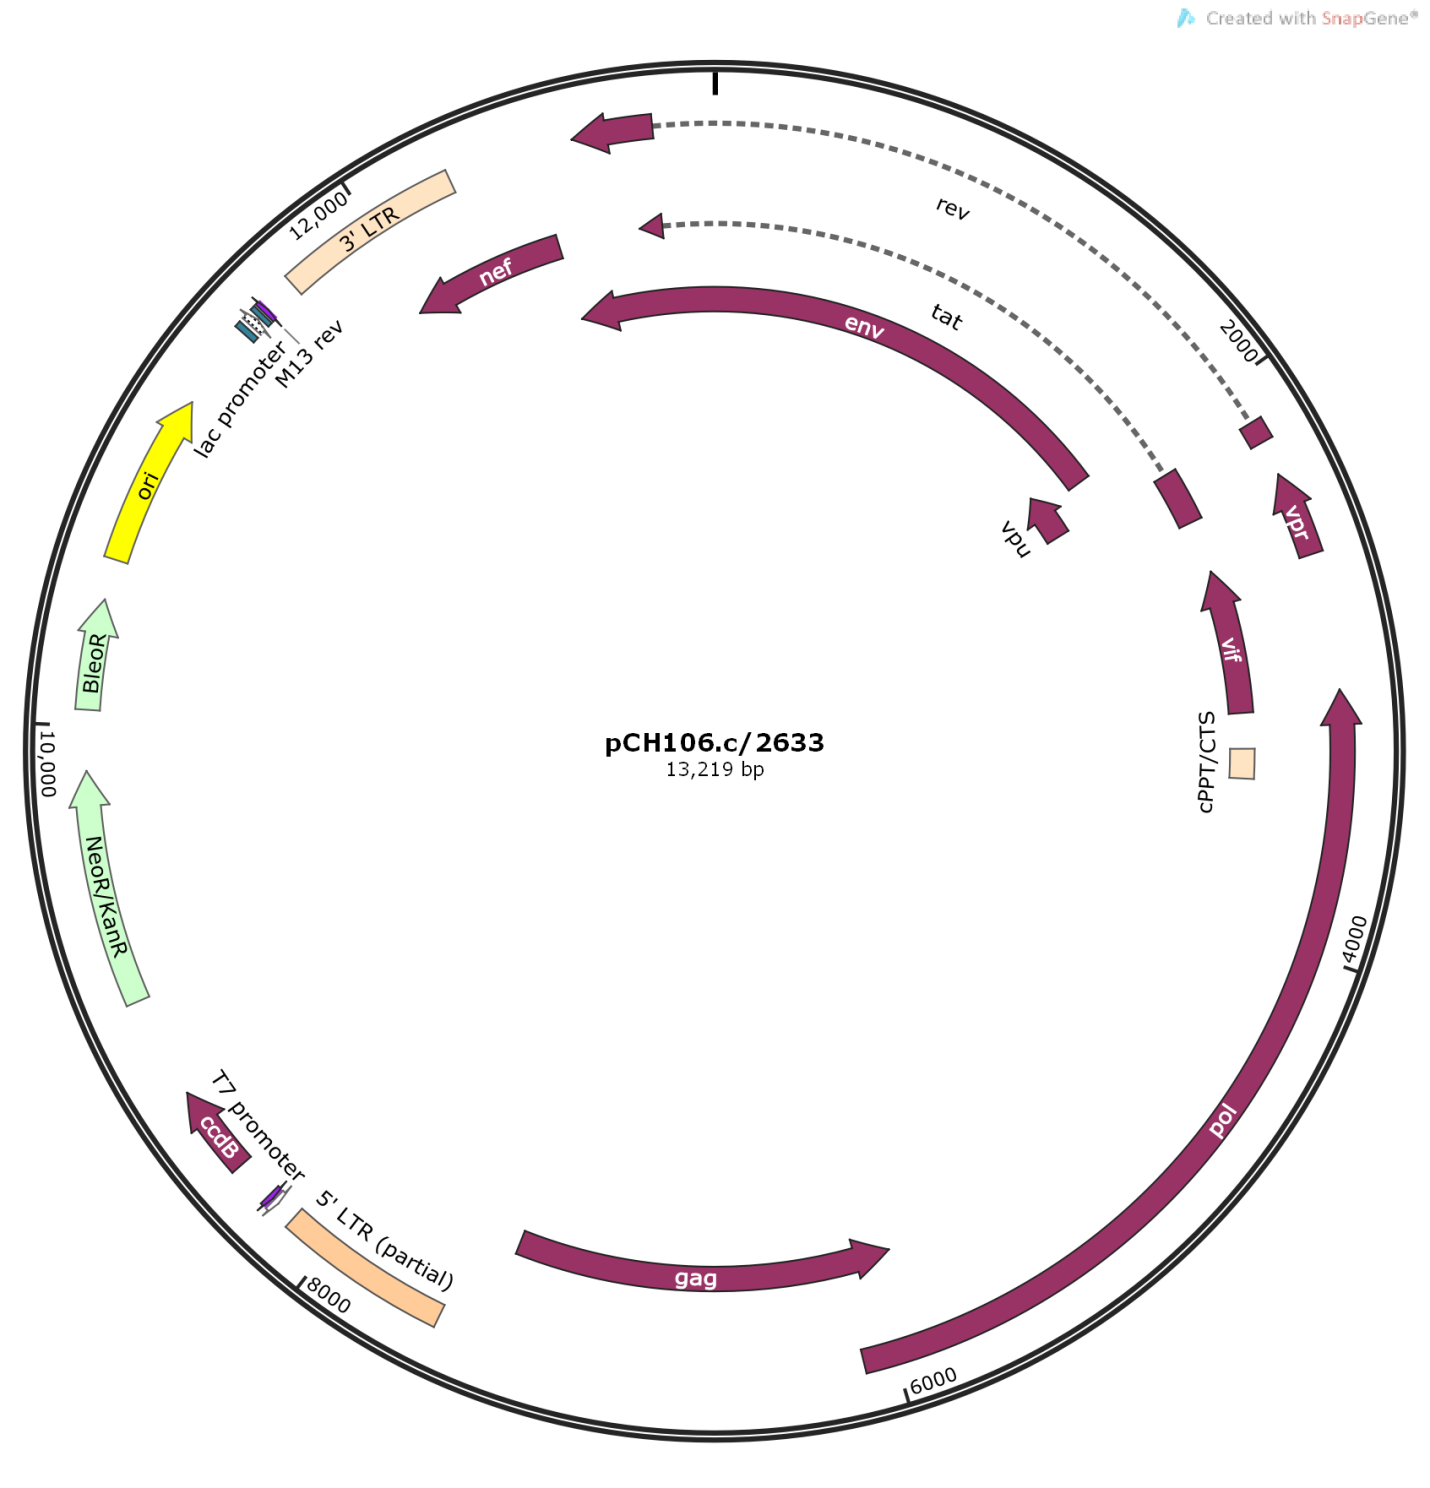 Created with SnapGene®
12,000
3' LTR
rev
nef
tat
env
2000
M13 rev
lac promoter
ori
vpr
vpu
vif
BleoR
cPPT/CTS
pCH106.c/2633
13,219 bp
10,000
NeoR/KanR
4000
T7 promoter
ccdB
pol
5' LTR (partial)
gag
8000
6000